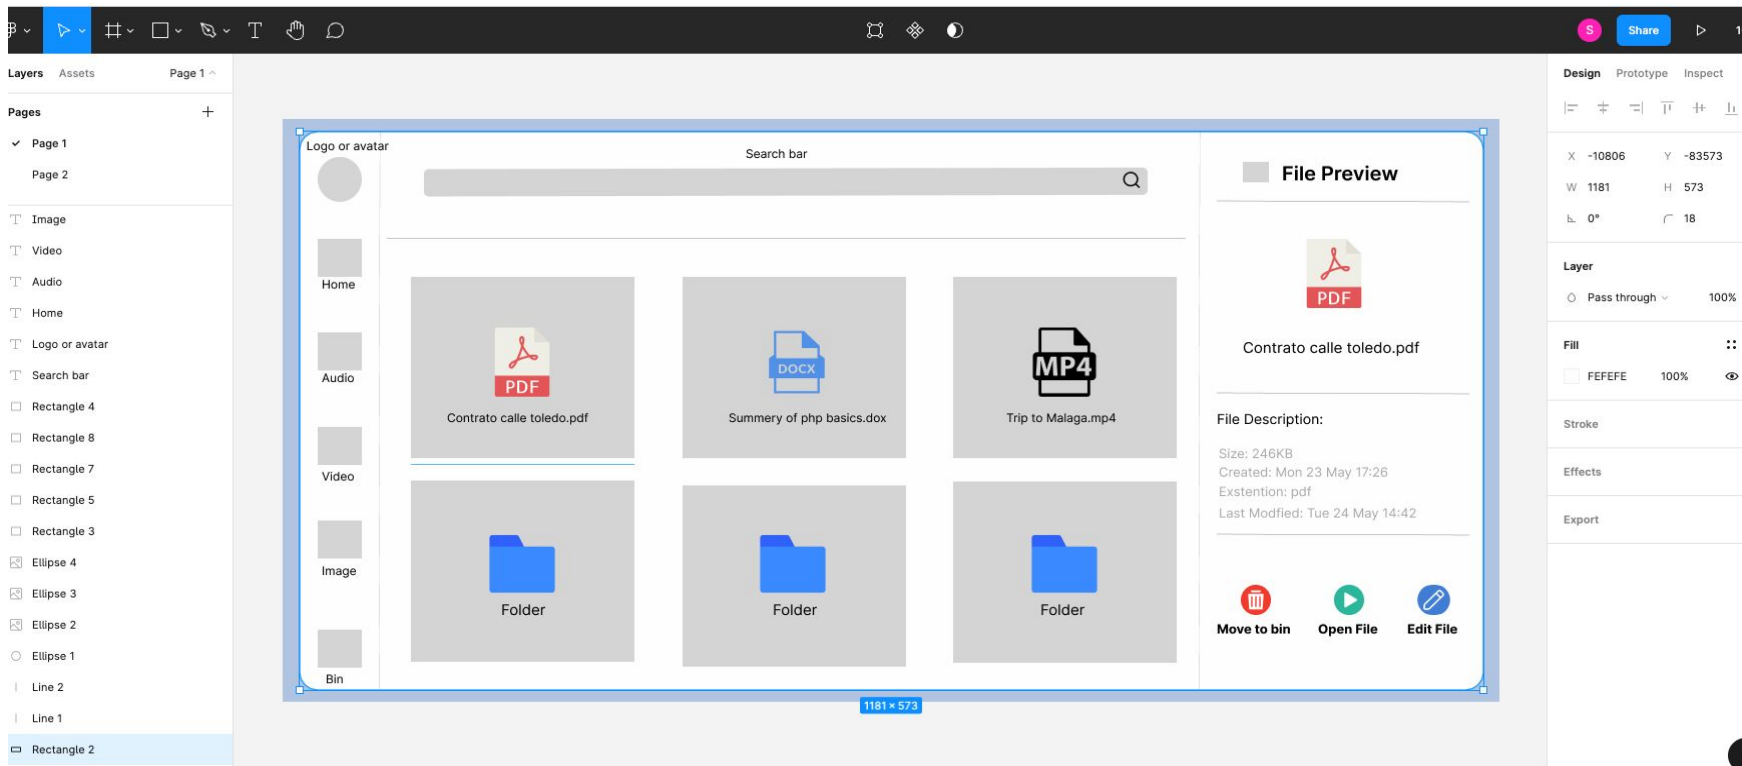 Share
1
Layers Assets Page 1
Pages
Page 1
Page 2
Image
Video
Audio
Home
Logo or avatar
Search bar
Rectangle 4
Rectangle 8
Rectangle 7
Rectangle 5
Rectangle 3
Ellipse 4
Ellipse 3
Ellipse 2
Ellipse 1
Line 2
Line 1
Rectangle 2
Logo or avatar
Home
Audio
Video
Image
Bin
Search bar
PDF
Contrato calle toledo.pdf
DOCX
Summery of php basics.dox
MP4
Trip to Malaga.mp4
Folder
Folder
Folder
File Preview
PDF
Contrato calle toledo.pdf
File Description:
Size: 246KB
Created: Mon 23 May 17:26
Exstention: pdf
Last Modfied: Tue 24 May 14:42
Move to bin Open File Edit File
1181 × 573
S
Design Prototype Inspect
X -10806 Y -83573
W 1181 H 573
0° 18
Layer
Pass through 100%
Fill
FEFEFE 100%
Stroke
Effects
Export